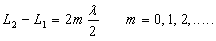 L₂ - L₁ = 2m λ/2 m = 0, 1, 2, .....